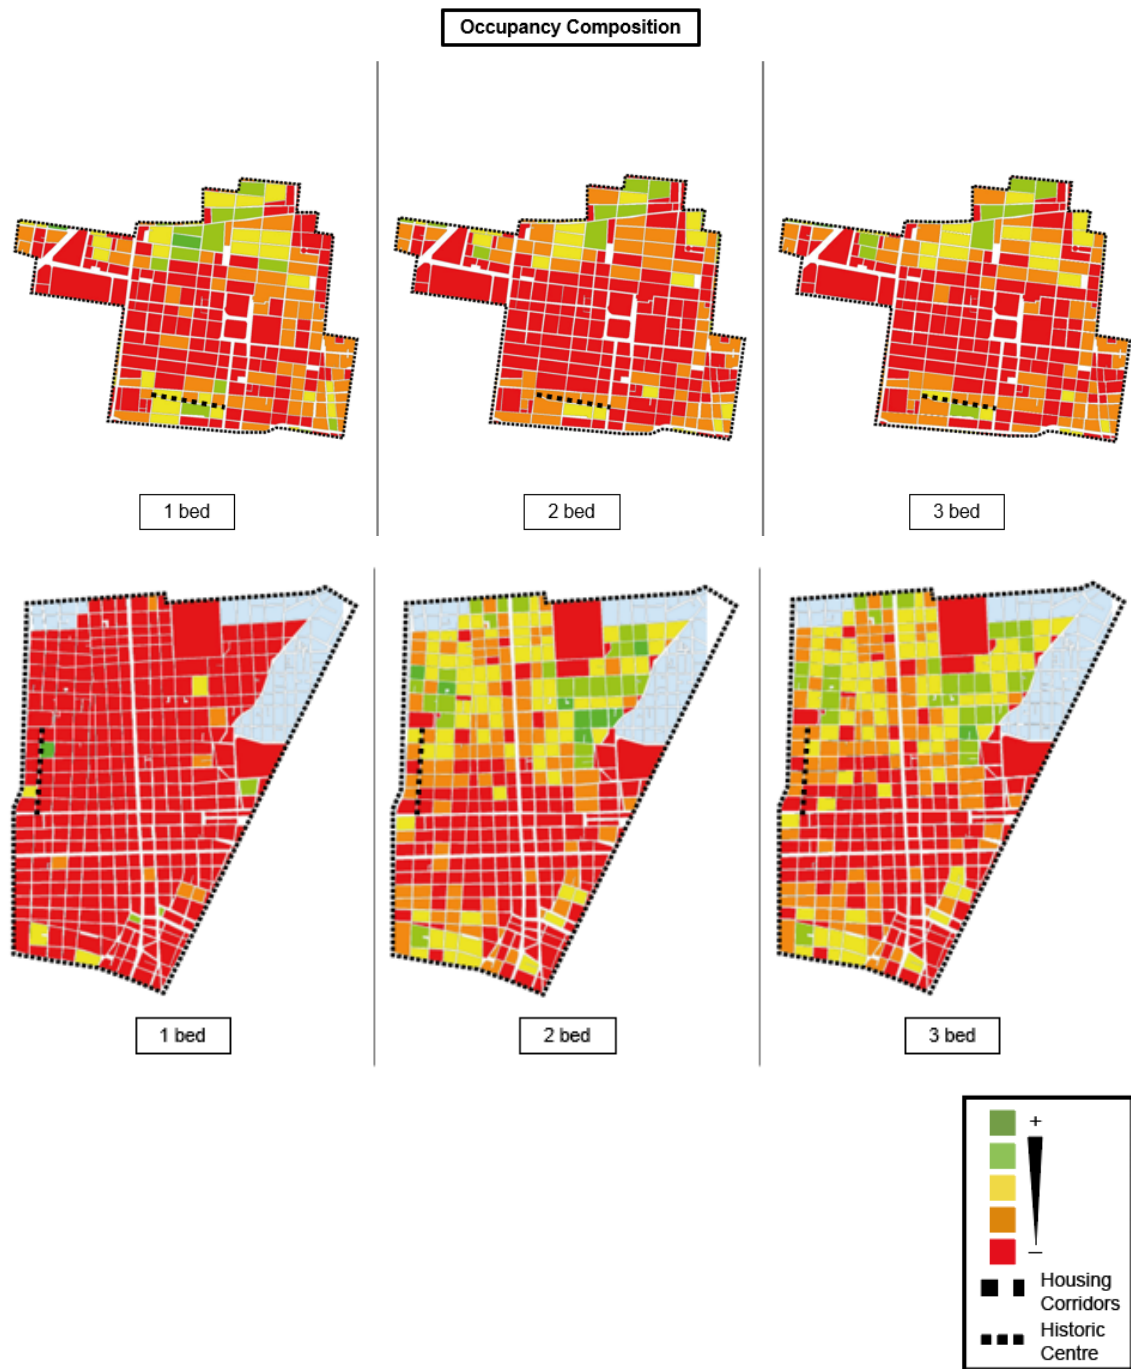 Occupancy Composition
1 bed
2 bed
3 bed
1 bed
2 bed
3 bed
+
–
Housing
Corridors
Historic
Centre